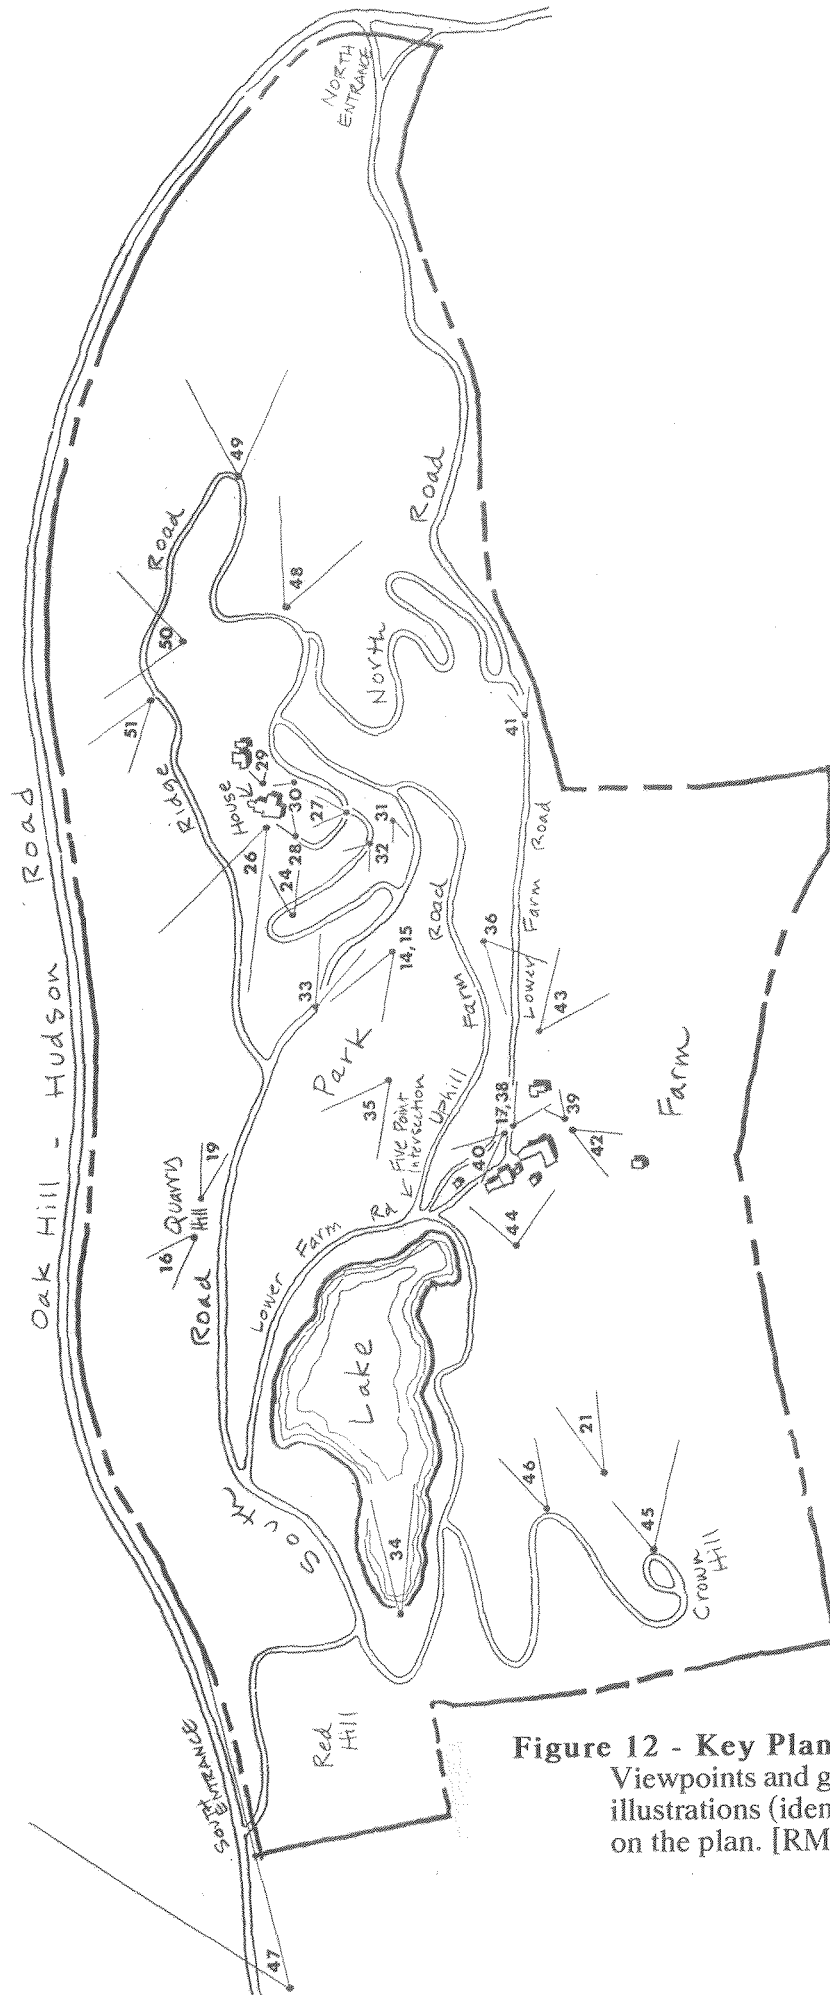 NORTH
ENTRANCE
Oak Hill - Hudson Road
49
Road
Road
48
50
North
51
41
Ridge
House
29
30
27
31
26
28
32
24
Lower Farm Road
Road
36
14,15
33
Farm
43
Park
35
Uphill
Five Point
Intersection
17,38
39
Farm
42
40
19
Quarry
Hill
16
44
Road
Lower Farm Rd
Lake
21
46
South
34
45
Crown
Hill
Red
Hill
SOUTH
ENTRANCE
47
Figure 12 - Key Plan
Viewpoints and g
illustrations (iden
on the plan. [RM